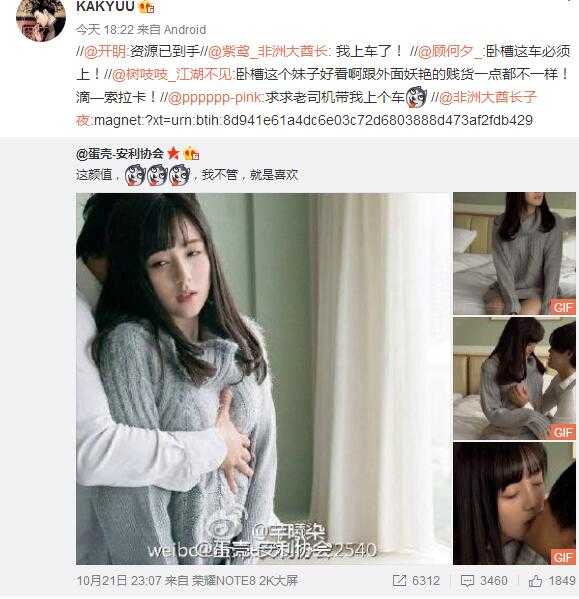 KAKYUU
今天 18:22 来自 Android
//@开明:资源已到手//@紫鸢_非洲大酋长: 我上车了！ //@顾何夕_:卧槽这车必须
上！//@树吱吱_江湖不见:卧槽这个妹子好看啊跟外面妖艳的贱货一点都不一样！
滴—索拉卡！//@pppppp-pink:求求老司机带我上个车 //@非洲大酋长子
夜:magnet:?xt=urn:btih:8d941e61a4dc6e03c72d6803888d473af2fdb429
@蛋壳-安利协会
这颜值，，我不管，就是喜欢
GIF
GIF
GIF
weibo@蛋壳-安利协会2540
10月21日 23:07 来自 荣耀NOTE8 2K大屏
6312
3460
1849